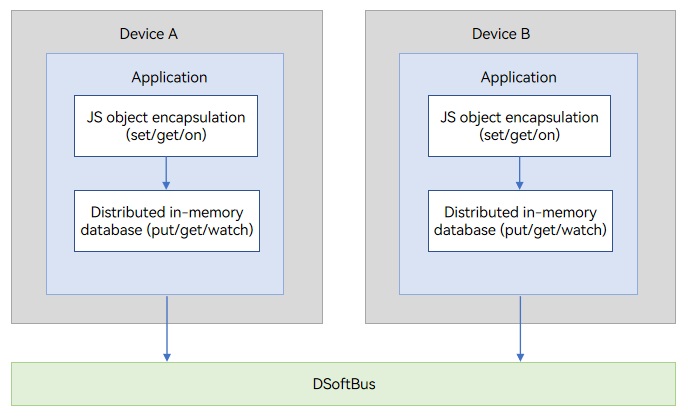 Device A
Application
JS object encapsulation
(set/get/on)
Distributed in-memory
database (put/get/watch)
Device B
Application
JS object encapsulation
(set/get/on)
Distributed in-memory
database (put/get/watch)
DSoftBus